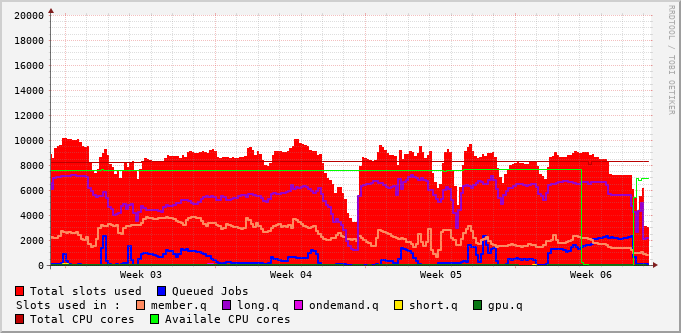 20000
18000
16000
14000
12000
10000
8000
6000
4000
2000
0
Week 03 Week 04 Week 05 Week 06
Total slots used Queued Jobs
Slots used in : member.q long.q ondemand.q short.q gpu.q
Total CPU cores Availale CPU cores
RRDTOOL / TOBI OETIKER